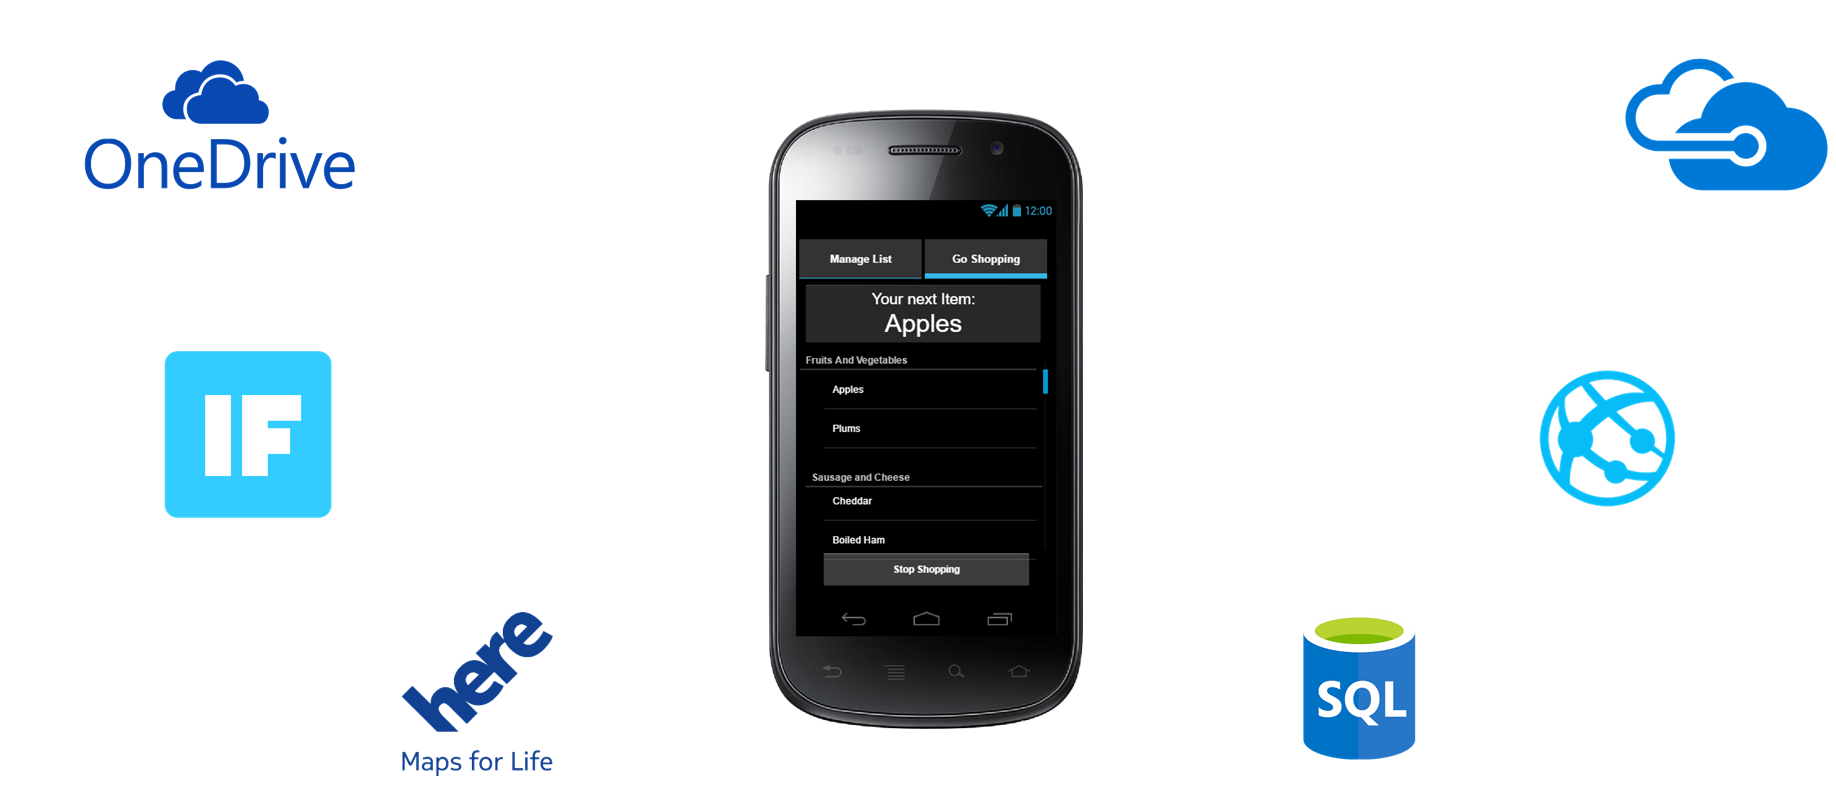 OneDrive
IF
here
Maps for Life
12:00
Manage List
Go Shopping
Your next Item:
Apples
Fruits And Vegetables
Apples
Plums
Sausage and Cheese
Cheddar
Boiled Ham
Stop Shopping
SQL